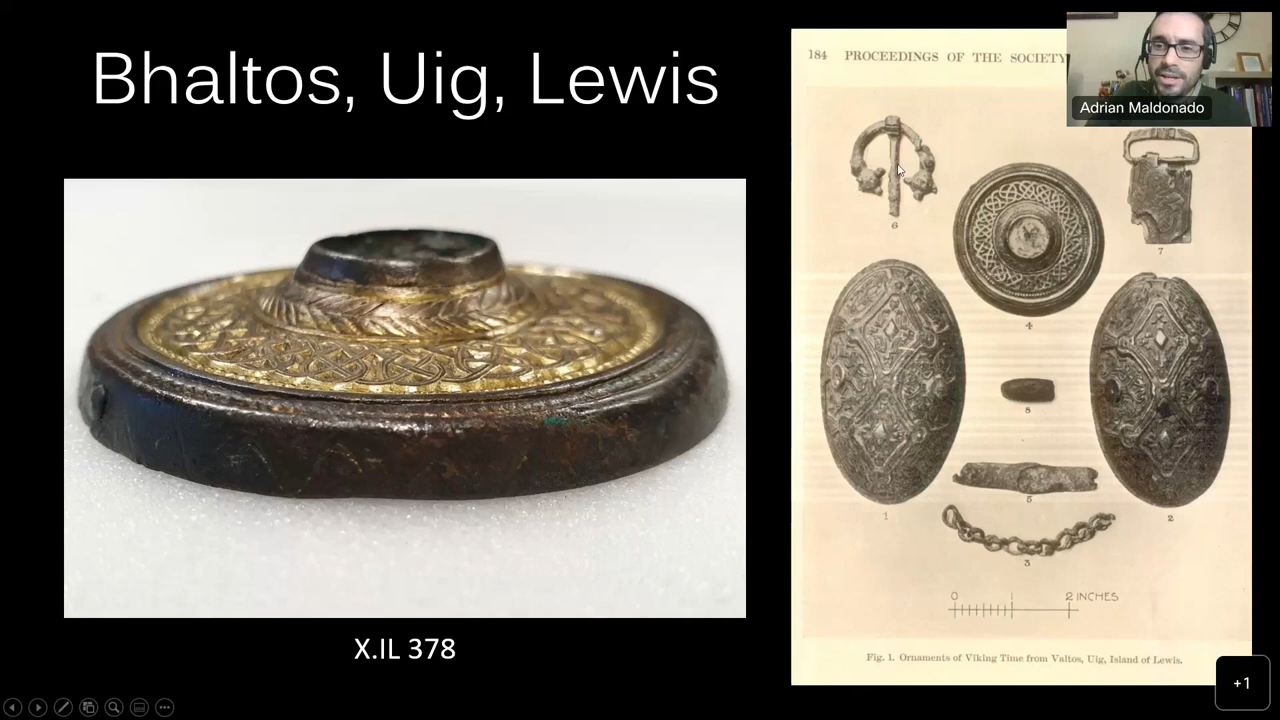 Bhaltos, Uig, Lewis
X.IL 378
184 PROCEEDINGS OF THE SOCIETY
Adrian Maldonado
6
7
4
8
5
1
2
3
0 1 2 INCHES
Fig. 1. Ornaments of Viking Time from Valtos, Uig, Island of Lewis.
+1